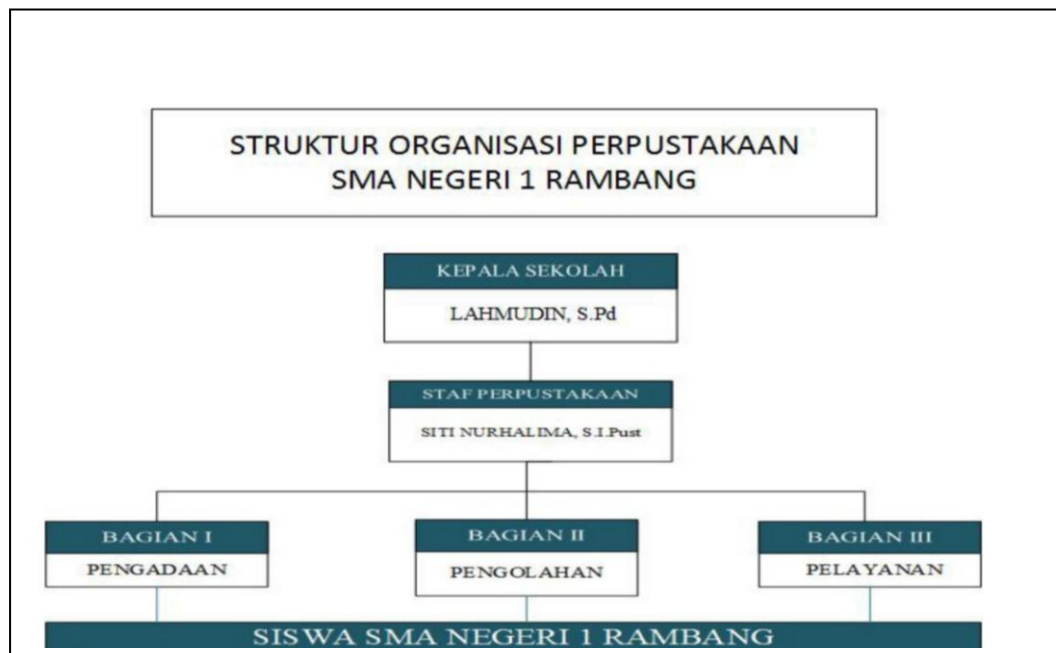 STRUKTUR ORGANISASI PERPUSTAKAAN
SMA NEGERI 1 RAMBANG
KEPALA SEKOLAH
LAHMUDIN, S.Pd
STAF PERPUSTAKAAN
SITI NURHALIMA, S.I.Pust
BAGIAN I
PENGADAAN
BAGIAN II
PENGOLAHAN
BAGIAN III
PELAYANAN
SISWA SMA NEGERI 1 RAMBANG